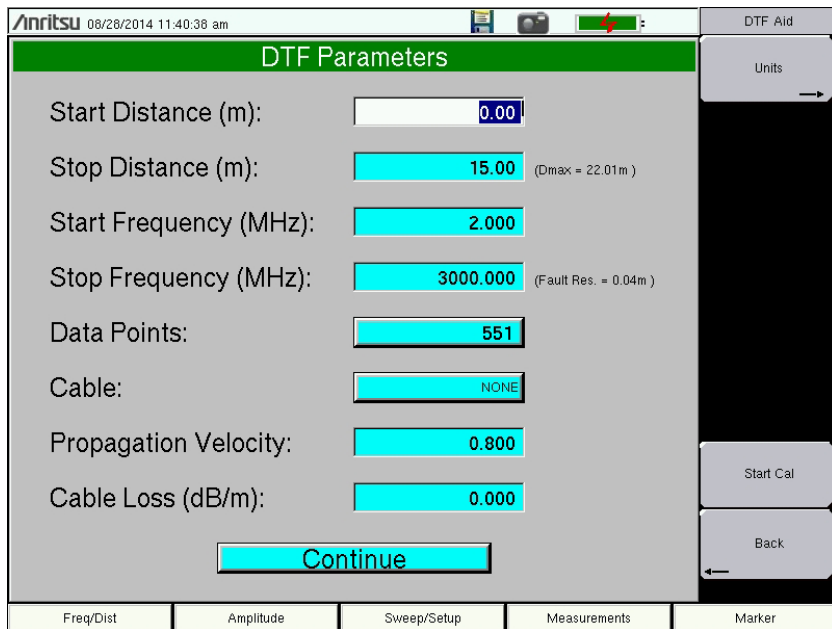 Anritsu 08/28/2014 11:40:38 am
DTF Aid
DTF Parameters
Units
Start Distance (m): 0.00
Stop Distance (m): 15.00 (Dmax = 22.01m )
Start Frequency (MHz): 2.000
Stop Frequency (MHz): 3000.000 (Fault Res. = 0.04m )
Data Points: 551
Cable: NONE
Propagation Velocity: 0.800
Cable Loss (dB/m): 0.000
Continue
Start Cal
Back
Freq/Dist Amplitude Sweep/Setup Measurements Marker